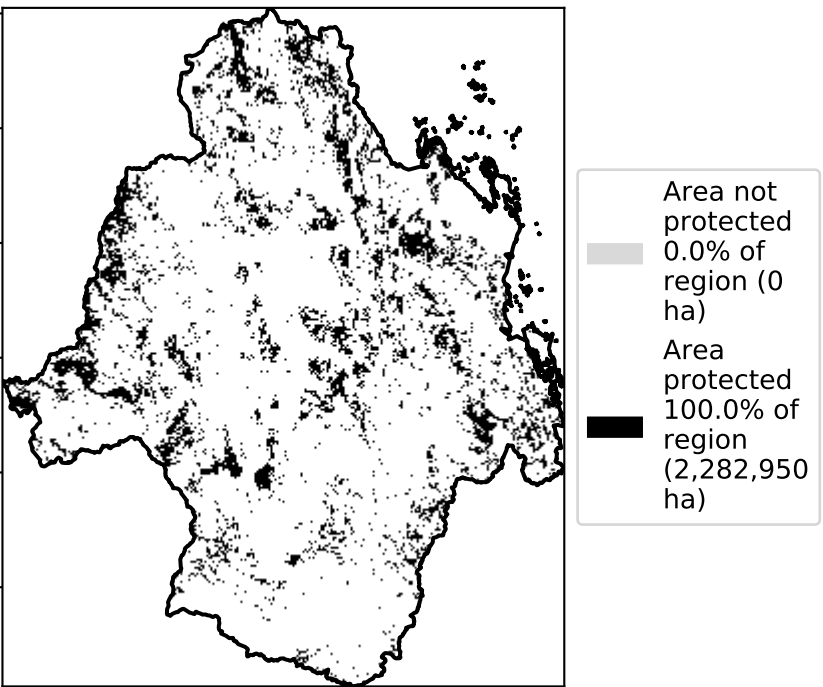 Area not
protected
0.0% of
region (0
ha)
Area
protected
100.0% of
region
(2,282,950
ha)